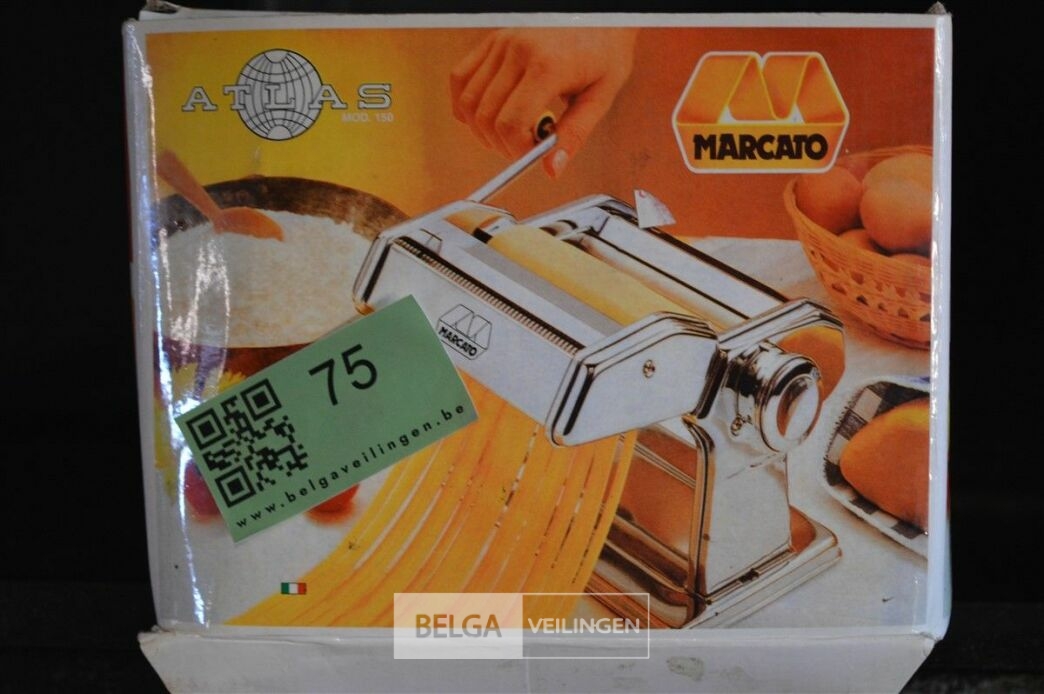 ATLAS
MOD. 150
MARCATO
MARCATO
75
www.belgaveilingen.be
BELGA VEILINGEN